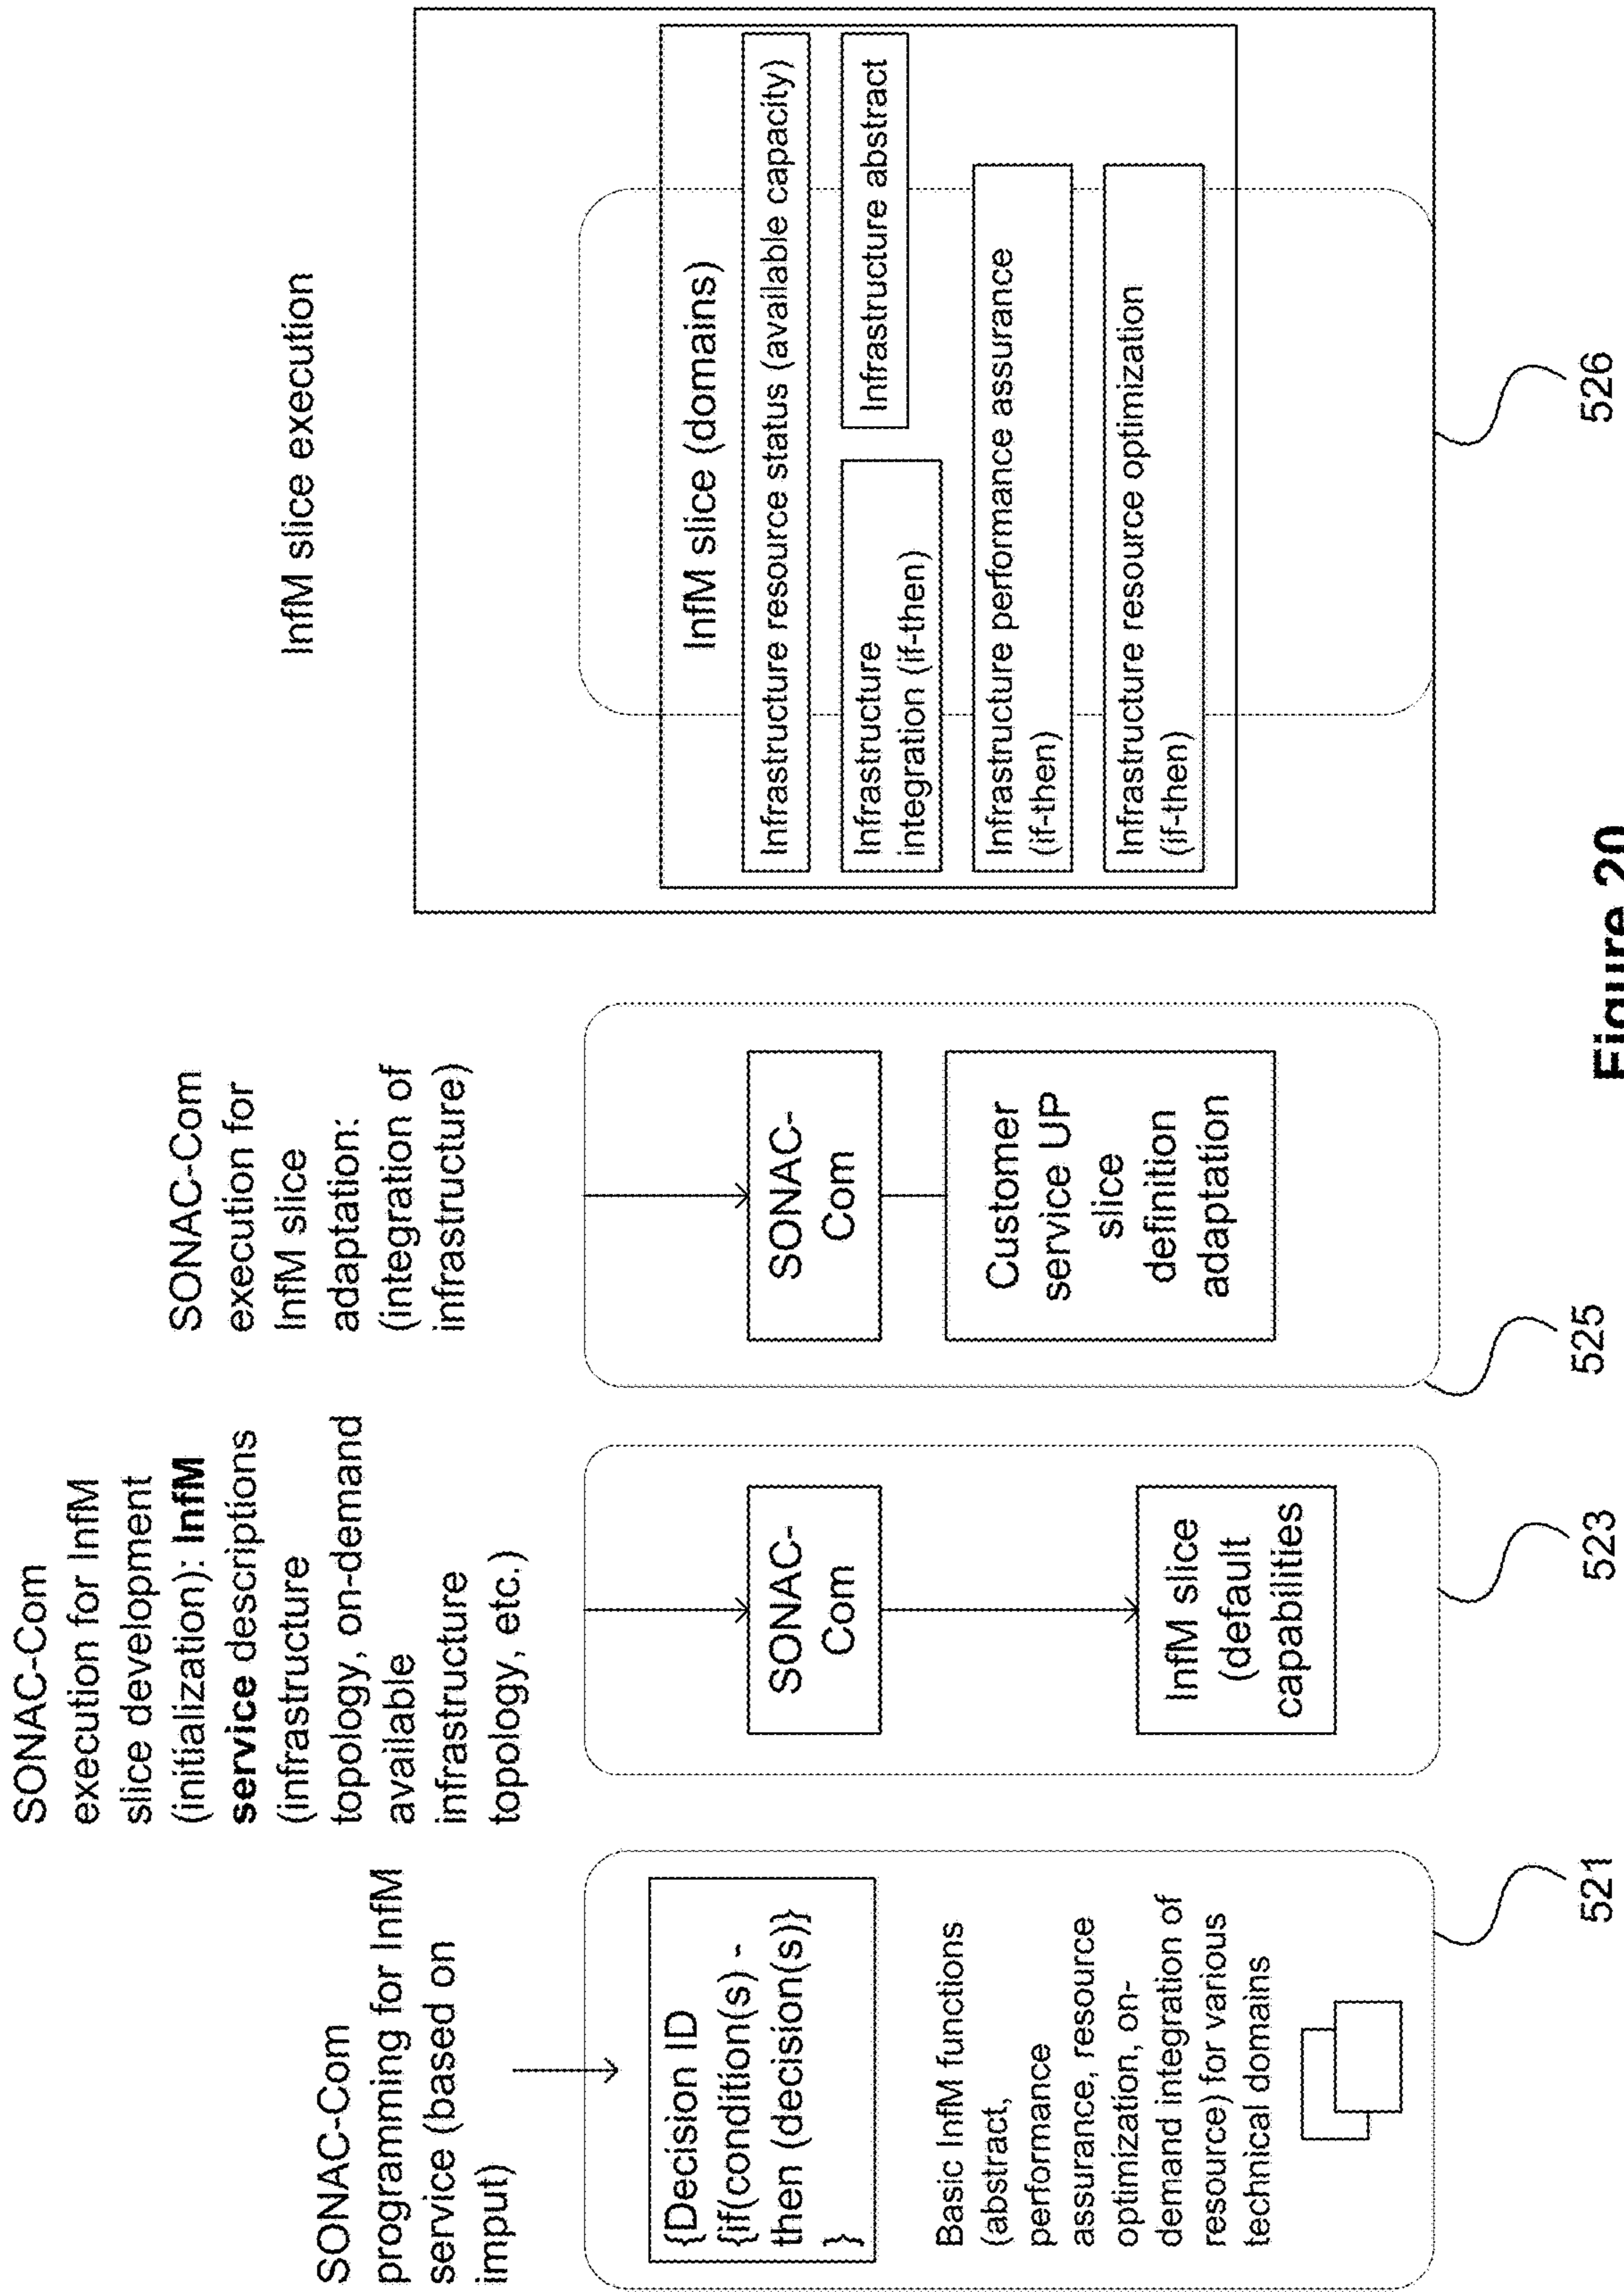 SONAC-Com
programming for InfM
service (based on
imput)
{Decision ID
{if(condition(s) -
then (decision(s)}
}
Basic InfM functions
(abstract,
performance
assurance, resource
optimization, on-
demand integration of
resource) for various
technical domains
521
SONAC-Com
execution for InfM
slice development
(initialization): InfM
service descriptions
(infrastructure
topology, on-demand
available
infrastructure
topology, etc.)
SONAC-
Com
InfM slice
(default
capabilities
523
SONAC-Com
execution for
InfM slice
adaptation:
(integration of
infrastructure)
SONAC-
Com
Customer
service UP
slice
definition
adaptation
525
InfM slice execution
InfM slice (domains)
Infrastructure resource status (available capacity)
Infrastructure
integration (if-then)
Infrastructure abstract
Infrastructure performance assurance
(if-then)
Infrastructure resource optimization
(if-then)
526
Figure 20